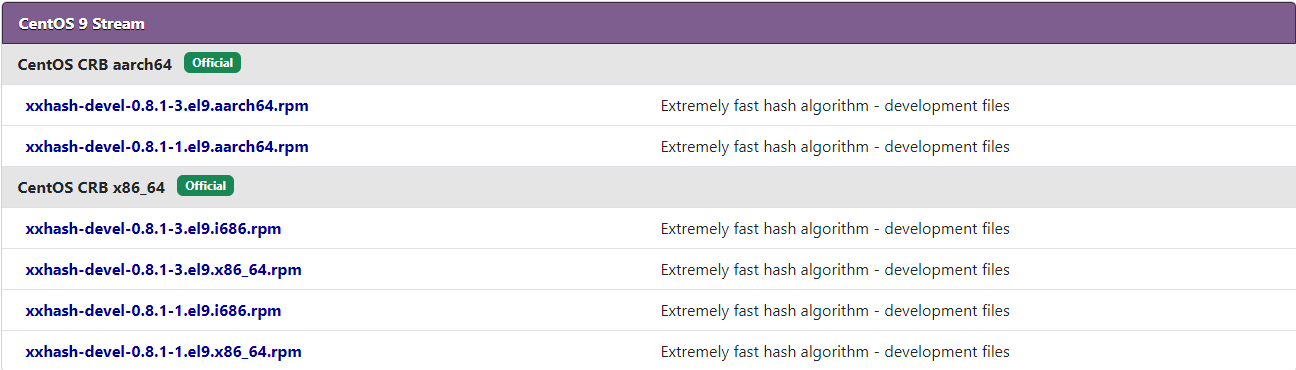 CentOS 9 Stream
CentOS CRB aarch64 Official
xxhash-devel-0.8.1-3.el9.aarch64.rpm Extremely fast hash algorithm - development files
xxhash-devel-0.8.1-1.el9.aarch64.rpm Extremely fast hash algorithm - development files
CentOS CRB x86_64 Official
xxhash-devel-0.8.1-3.el9.i686.rpm Extremely fast hash algorithm - development files
xxhash-devel-0.8.1-3.el9.x86_64.rpm Extremely fast hash algorithm - development files
xxhash-devel-0.8.1-1.el9.i686.rpm Extremely fast hash algorithm - development files
xxhash-devel-0.8.1-1.el9.x86_64.rpm Extremely fast hash algorithm - development files